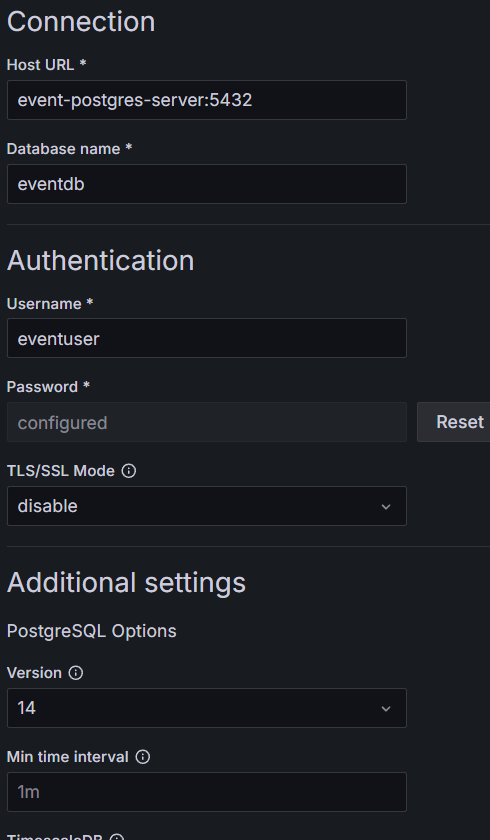 Connection
Host URL *
event-postgres-server:5432
Database name *
eventdb
Authentication
Username *
eventuser
Password *
configured
Reset
TLS/SSL Mode
disable
Additional settings
PostgreSQL Options
Version
14
Min time interval
1m
TimescaleDB